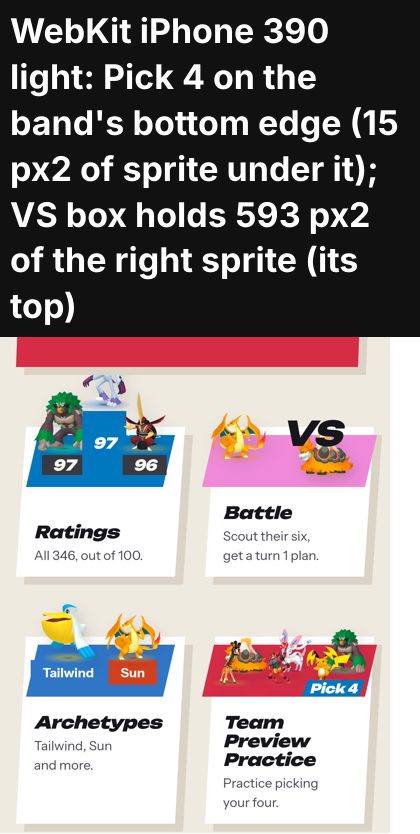 WebKit iPhone 390
light: Pick 4 on the
band's bottom edge (15
px2 of sprite under it);
VS box holds 593 px2
of the right sprite (its
top)
97
97
96
VS
Ratings
All 346, out of 100.
Battle
Scout their six,
get a turn 1 plan.
Tailwind
Sun
Pick 4
Archetypes
Tailwind, Sun
and more.
Team
Preview
Practice
Practice picking
your four.